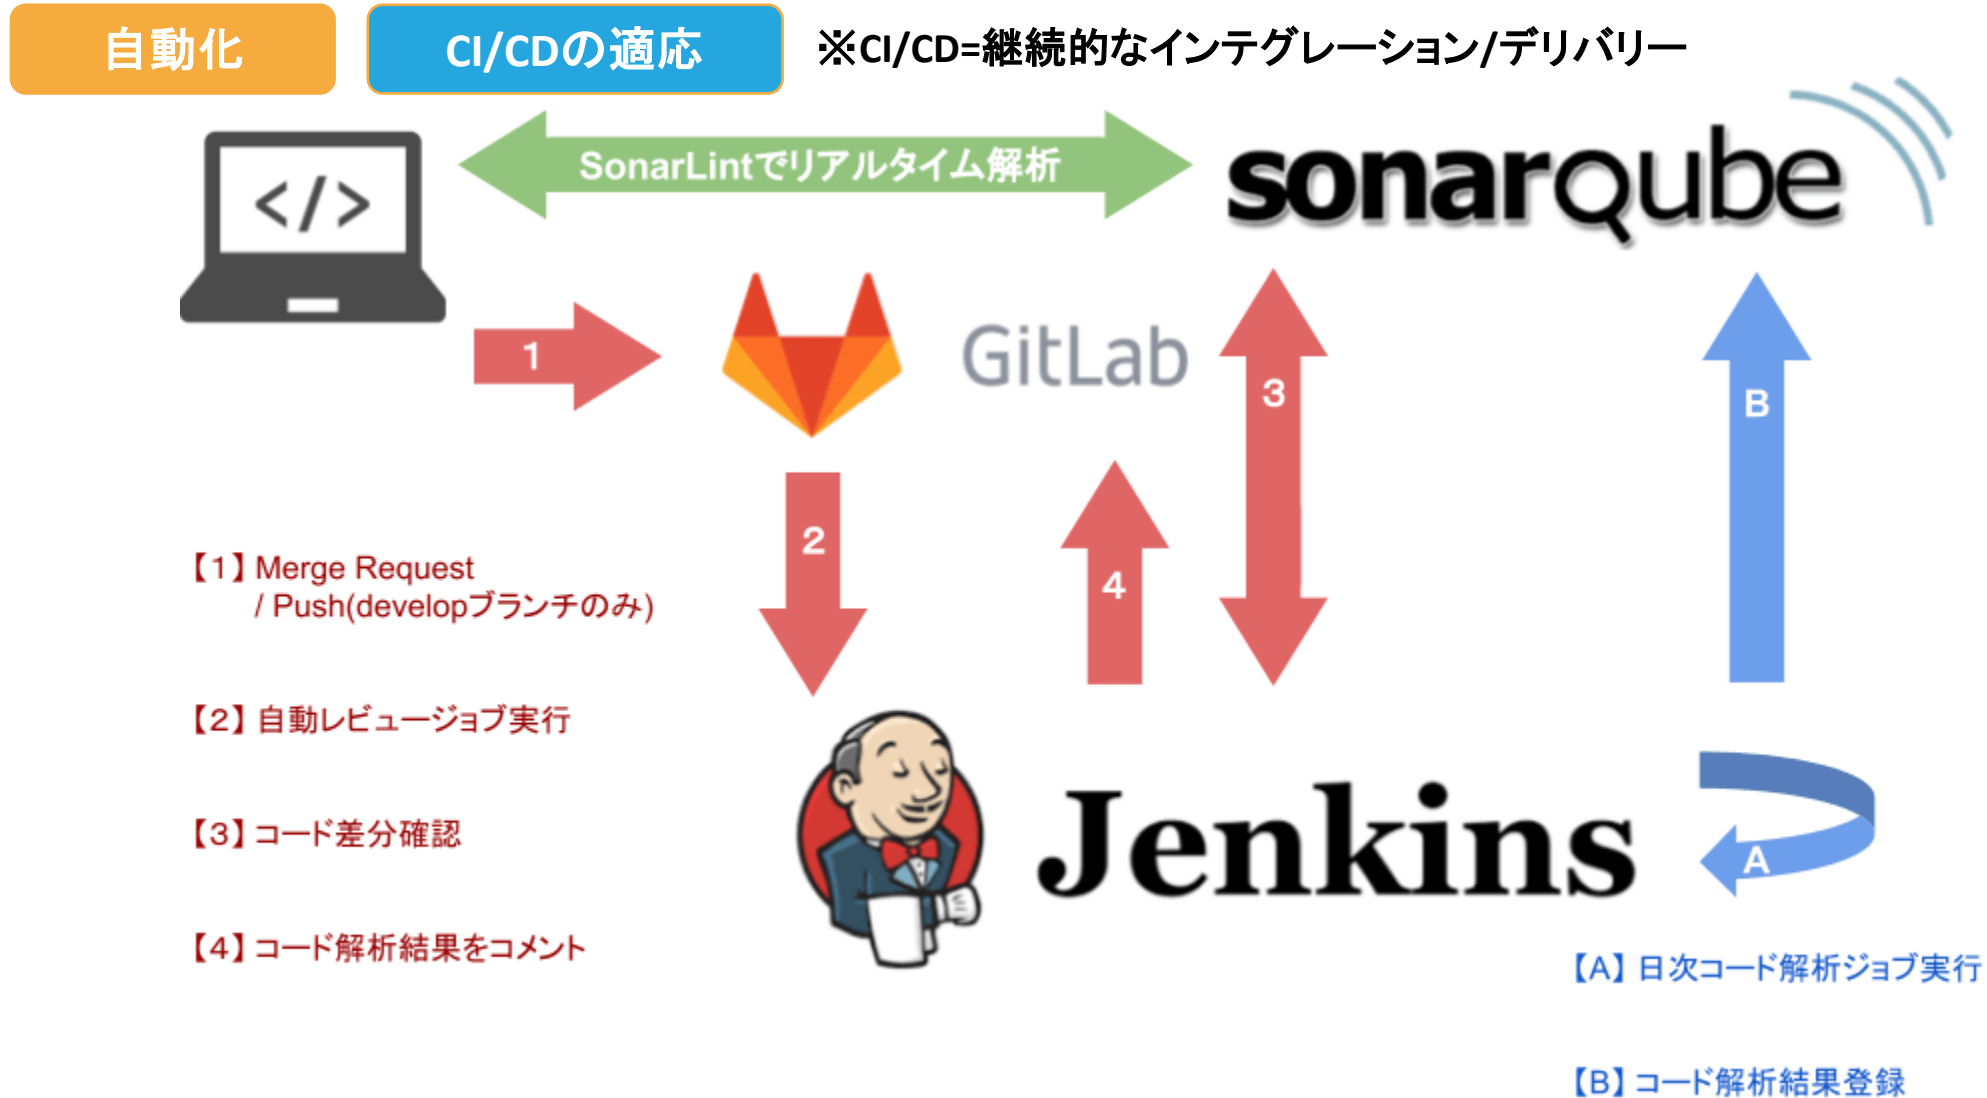 自動化
CI/CDの適応
※CI/CD=継続的なインテグレーション/デリバリー
</>
SonarLintでリアルタイム解析
sonarqube
1
GitLab
3
B
2
4
【1】Merge Request
/ Push(developブランチのみ)
【2】自動レビュージョブ実行
【3】コード差分確認
【4】コード解析結果をコメント
Jenkins
A
【A】日次コード解析ジョブ実行
【B】コード解析結果登録